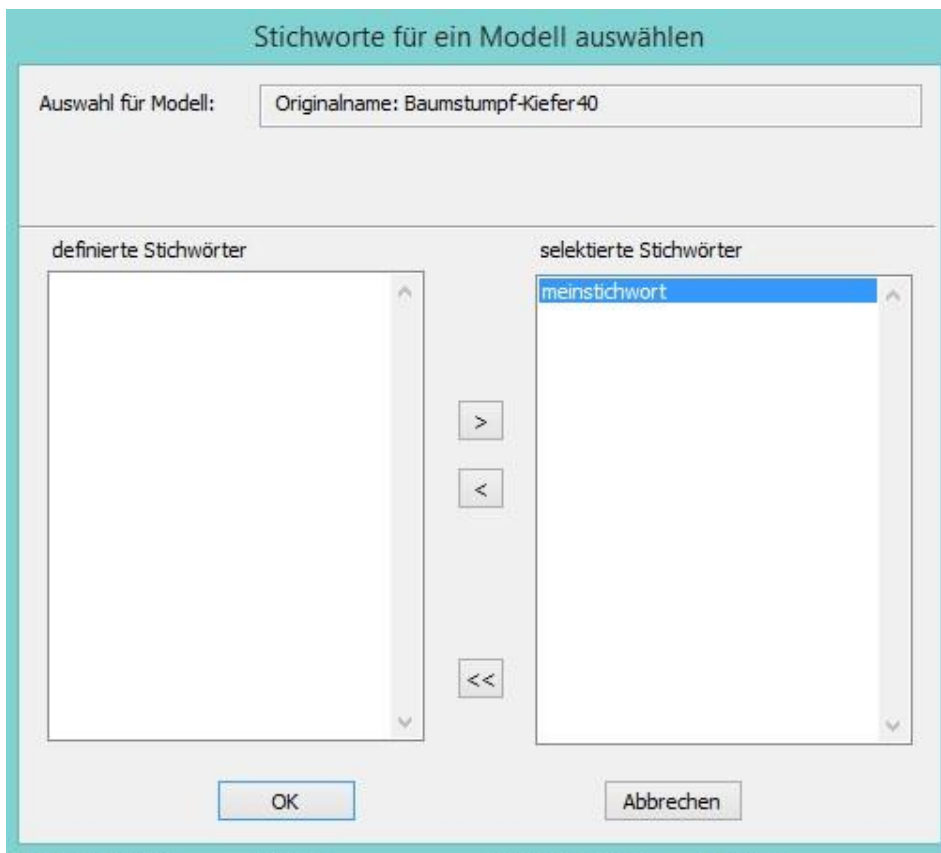 Stichworte für ein Modell auswählen
Auswahl für Modell:
Originalname: Baumstumpf-Kiefer40
definierte Stichwörter
selektierte Stichwörter
meinstichwort
>
<
<<
OK
Abbrechen